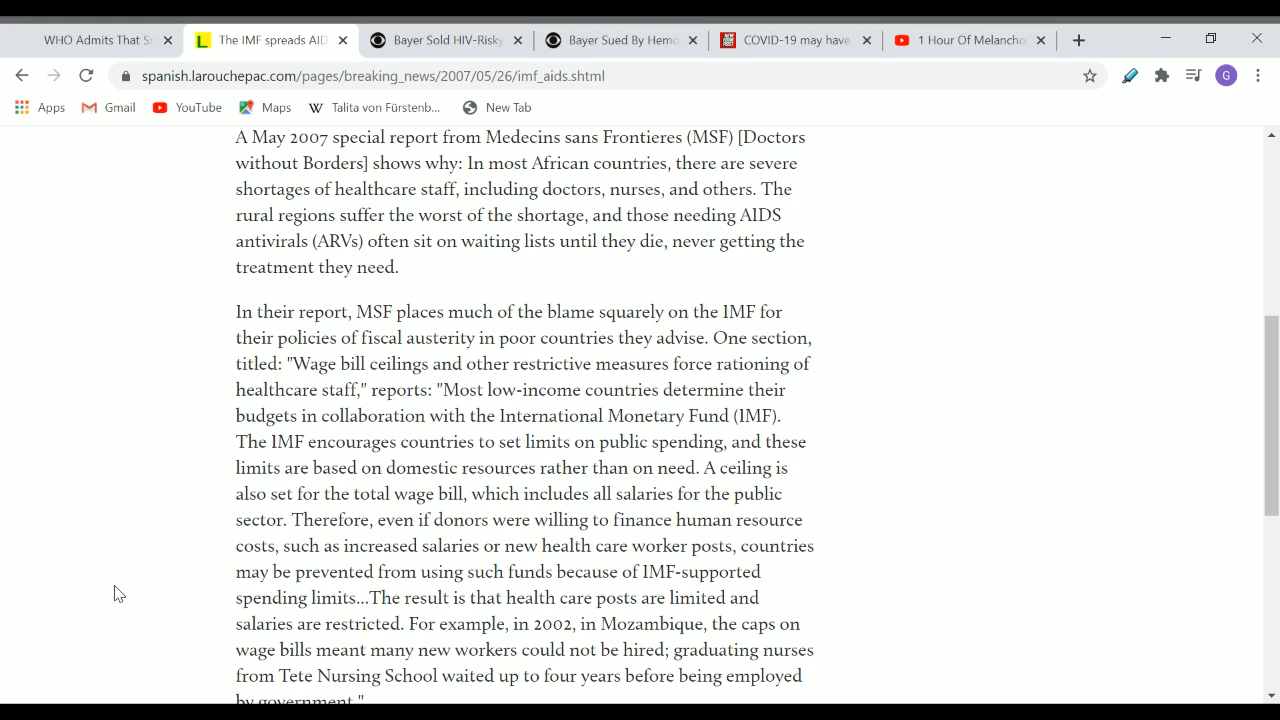 WHO Admits That Sm
The IMF spreads AID
Bayer Sold HIV-Risky
Bayer Sued By Hemo
COVID-19 may have
1 Hour Of Melancho
spanish.larouchepac.com/pages/breaking_news/2007/05/26/imf_aids.shtml
G
Apps
Gmail
YouTube
Maps
Talita von Fürstenb...
New Tab
A May 2007 special report from Medecins sans Frontieres (MSF) [Doctors
without Borders] shows why: In most African countries, there are severe
shortages of healthcare staff, including doctors, nurses, and others. The
rural regions suffer the worst of the shortage, and those needing AIDS
antivirals (ARVs) often sit on waiting lists until they die, never getting the
treatment they need.
In their report, MSF places much of the blame squarely on the IMF for
their policies of fiscal austerity in poor countries they advise. One section,
titled: "Wage bill ceilings and other restrictive measures force rationing of
healthcare staff," reports: "Most low-income countries determine their
budgets in collaboration with the International Monetary Fund (IMF).
The IMF encourages countries to set limits on public spending, and these
limits are based on domestic resources rather than on need. A ceiling is
also set for the total wage bill, which includes all salaries for the public
sector. Therefore, even if donors were willing to finance human resource
costs, such as increased salaries or new health care worker posts, countries
may be prevented from using such funds because of IMF-supported
spending limits...The result is that health care posts are limited and
salaries are restricted. For example, in 2002, in Mozambique, the caps on
wage bills meant many new workers could not be hired; graduating nurses
from Tete Nursing School waited up to four years before being employed
by government."